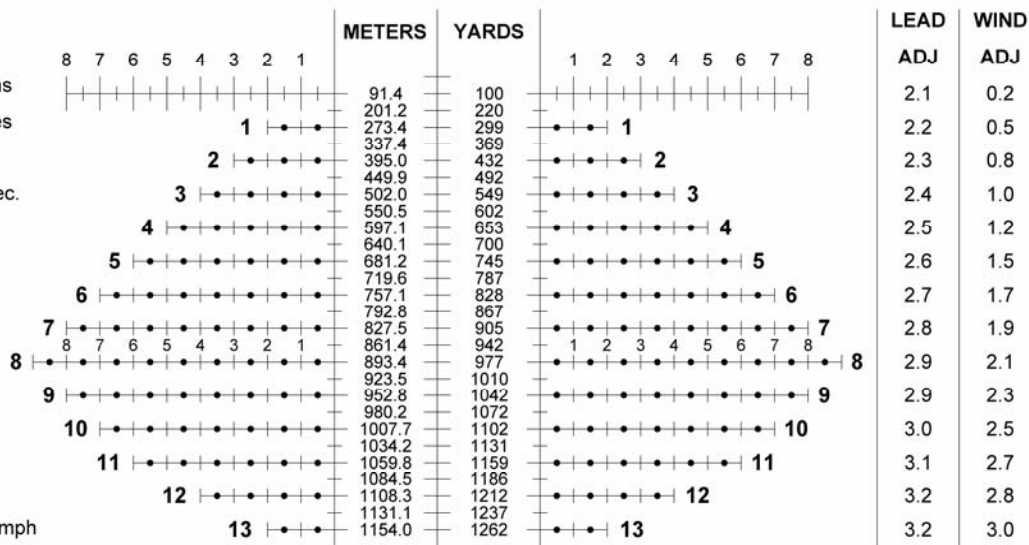 METERS YARDS LEAD WIND
8 7 6 5 4 3 2 1 1 2 3 4 5 6 7 8 ADJ ADJ
91.4 100 2.1 0.2
201.2 220
1 273.4 299 1 2.2 0.5
337.4 369
2 395.0 432 2 2.3 0.8
449.9 492
ec.
3 502.0 549 3 2.4 1.0
550.5 602
4 597.1 653 4 2.5 1.2
640.1 700
5 681.2 745 5 2.6 1.5
719.6 787
6 757.1 828 6 2.7 1.7
792.8 867
7 827.5 905 7 2.8 1.9
8 7 6 5 4 3 2 1 861.4 942 1 2 3 4 5 6 7 8
8 893.4 977 8 2.9 2.1
923.5 1010
9 952.8 1042 9 2.9 2.3
980.2 1072
10 1007.7 1102 10 3.0 2.5
1034.2 1131
11 1059.8 1159 11 3.1 2.7
1084.5 1186
12 1108.3 1212 12 3.2 2.8
1131.1 1237
mph 13 1154.0 1262 13 3.2 3.0